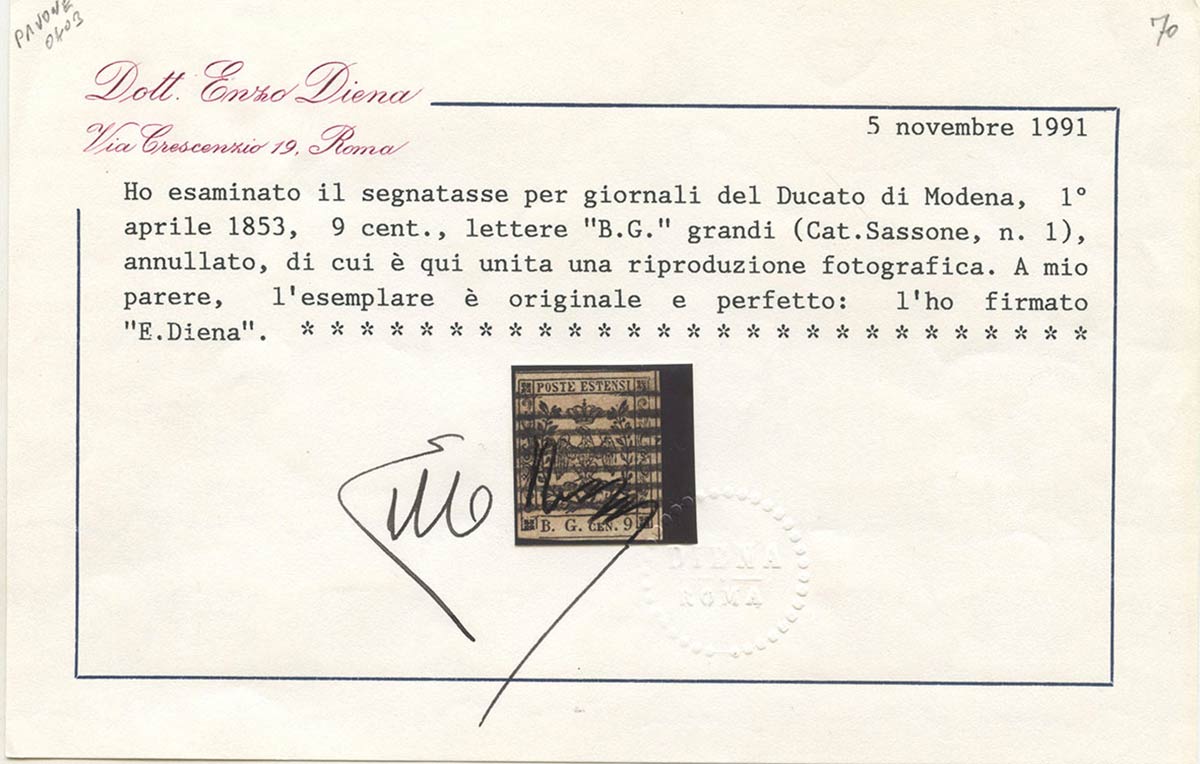 PAVONE
0403
70
Dott. Enzo Diena
Via Crescenzio 19, Roma
5 novembre 1991
Ho esaminato il segnatasse per giornali del Ducato di Modena, 1°
aprile 1853, 9 cent., lettere "B.G." grandi (Cat.Sassone, n. 1),
annullato, di cui è qui unita una riproduzione fotografica. A mio
parere, l'esemplare è originale e perfetto: l'ho firmato
"E.Diena". * * * * * * * * * * * * * * * * * * * * * * * * * * *
POSTE ESTENSI
B. G. CEN. 9